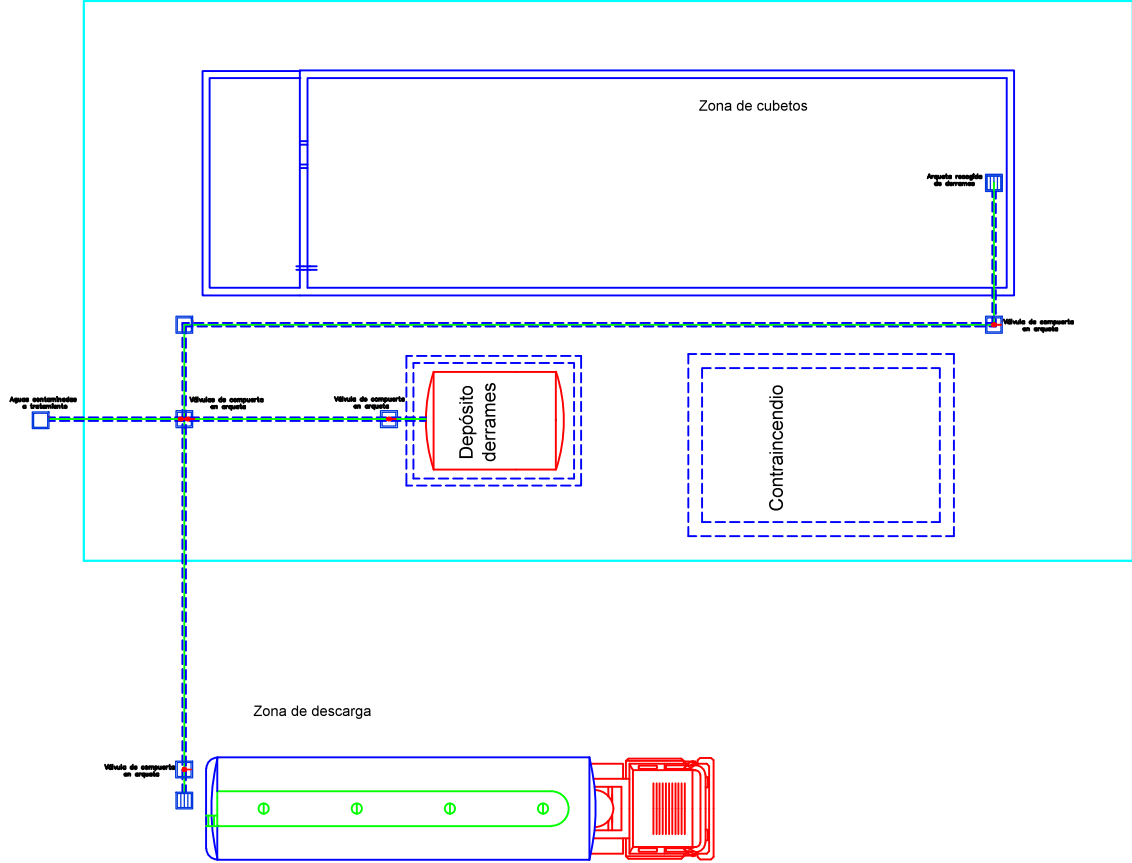 Zona de cubetos
Arqueta recogida
de derrames
Válvula de compuerta
en arqueta
Depósito
derrames
Contraincendio
Aguas contaminadas
a tratamiento
Válvulas de compuerta
en arqueta
Válvula de compuerta
en arqueta
Zona de descarga
Válvula de compuerta
en arqueta